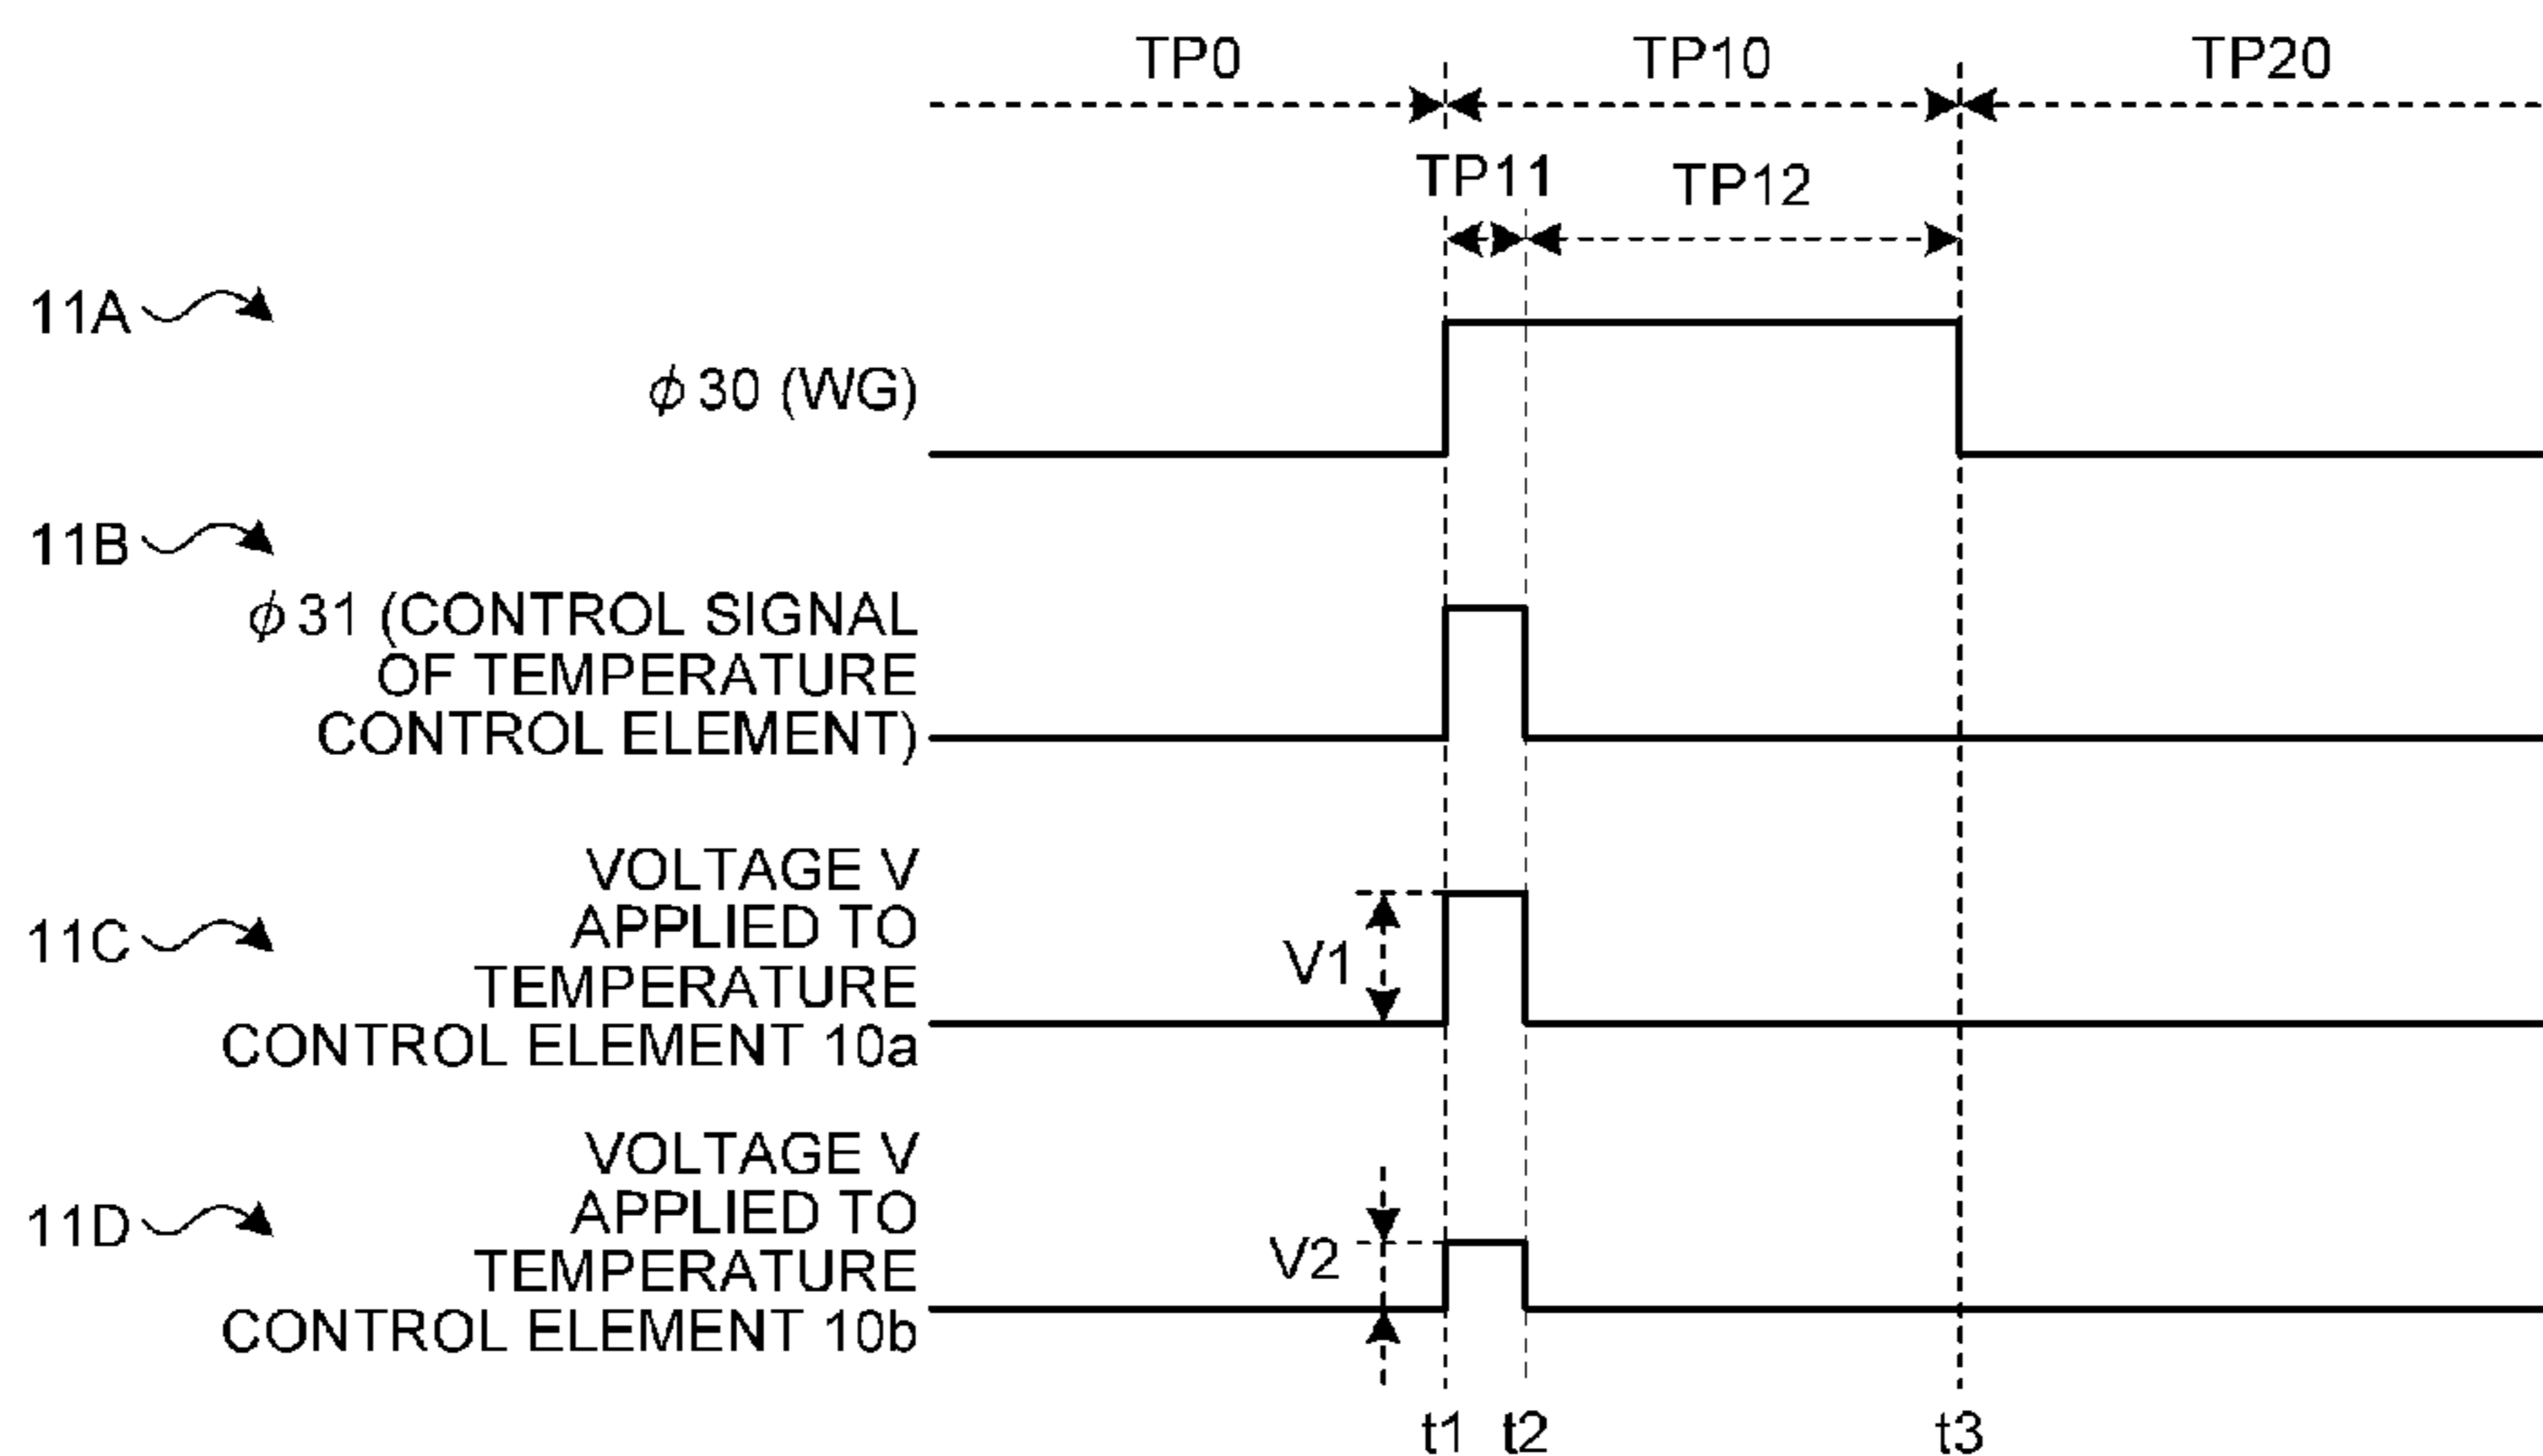 TP0 TP10 TP20
TP11 TP12
11A
ϕ30 (WG)
11B
ϕ31 (CONTROL SIGNAL
OF TEMPERATURE
CONTROL ELEMENT)
VOLTAGE V
11C APPLIED TO
TEMPERATURE
V1
CONTROL ELEMENT 10a
VOLTAGE V
11D APPLIED TO
TEMPERATURE
V2
CONTROL ELEMENT 10b
t1 t2 t3